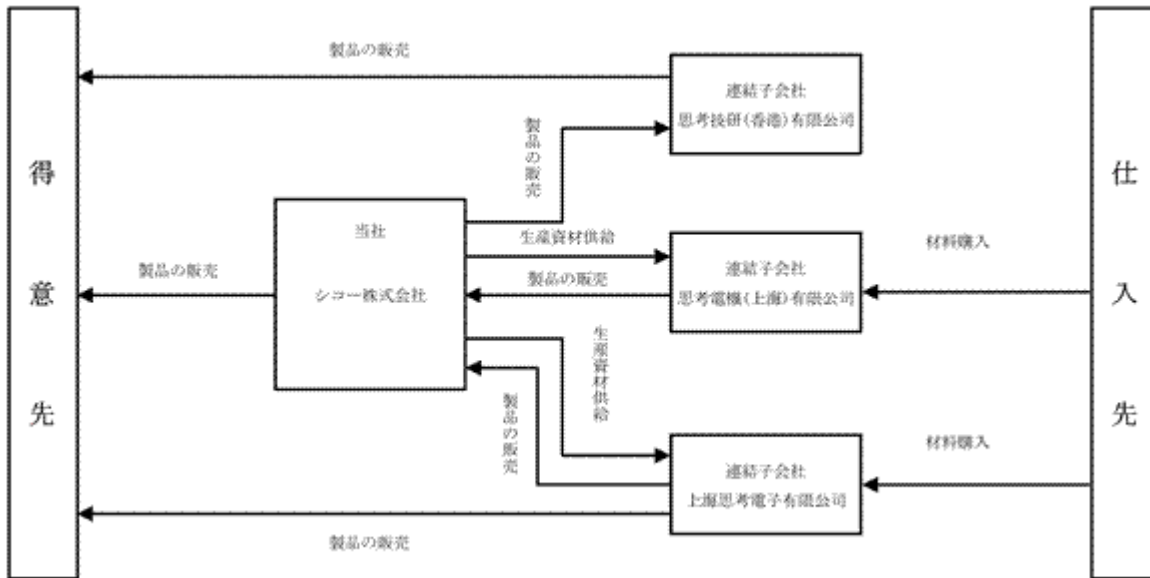 製品の販売
連結子会社
思考技研(香港)有限公司
製品の販売
得意先
仕入先
当社
シコー株式会社
生産資材供給
製品の販売
製品の販売
連結子会社
思考電機(上海)有限公司
材料購入
生産資材供給
製品の販売
連結子会社
上海思考電子有限公司
材料購入
製品の販売